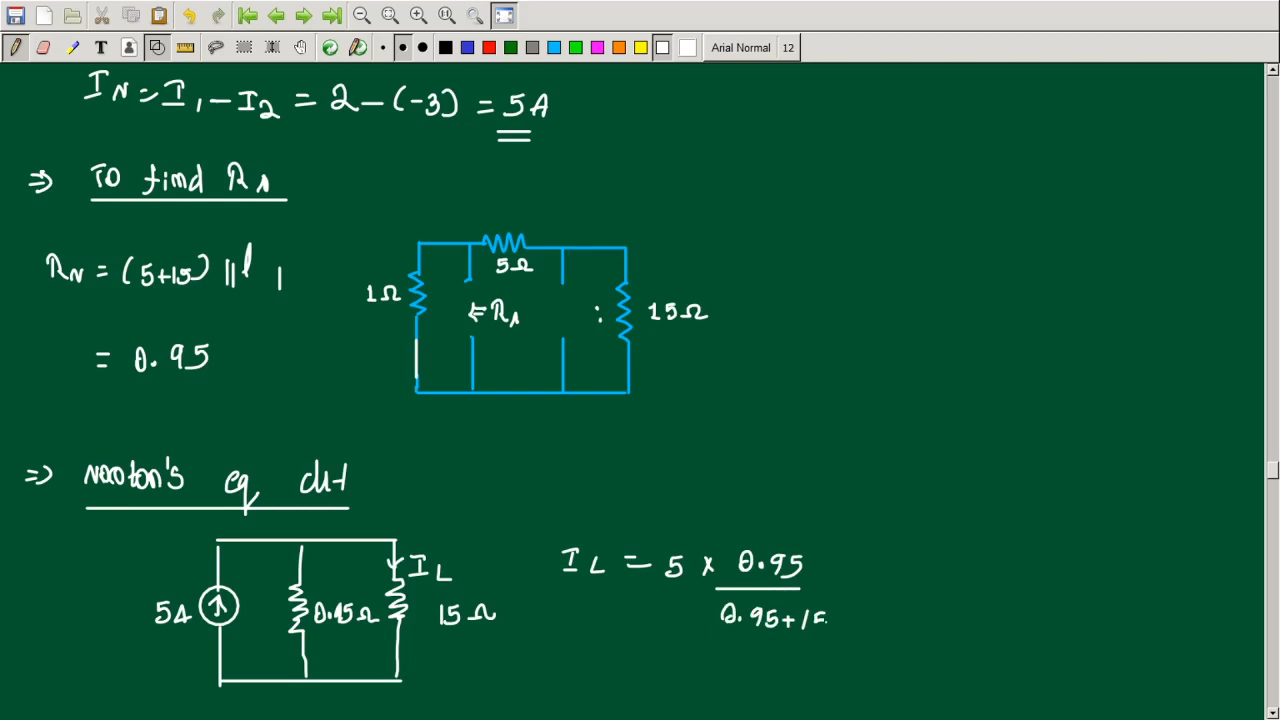 Arial Normal 12
IN = I1 - I2 = 2 - (-3) = 5A
⇒ To find RN
RN = (5+15) ||l 1
5Ω
1Ω
⇐ RN
15Ω
= 0.95
⇒ Norton's eq ckt
5A
0.95Ω
IL
15Ω
IL = 5 × 0.95
0.95+15